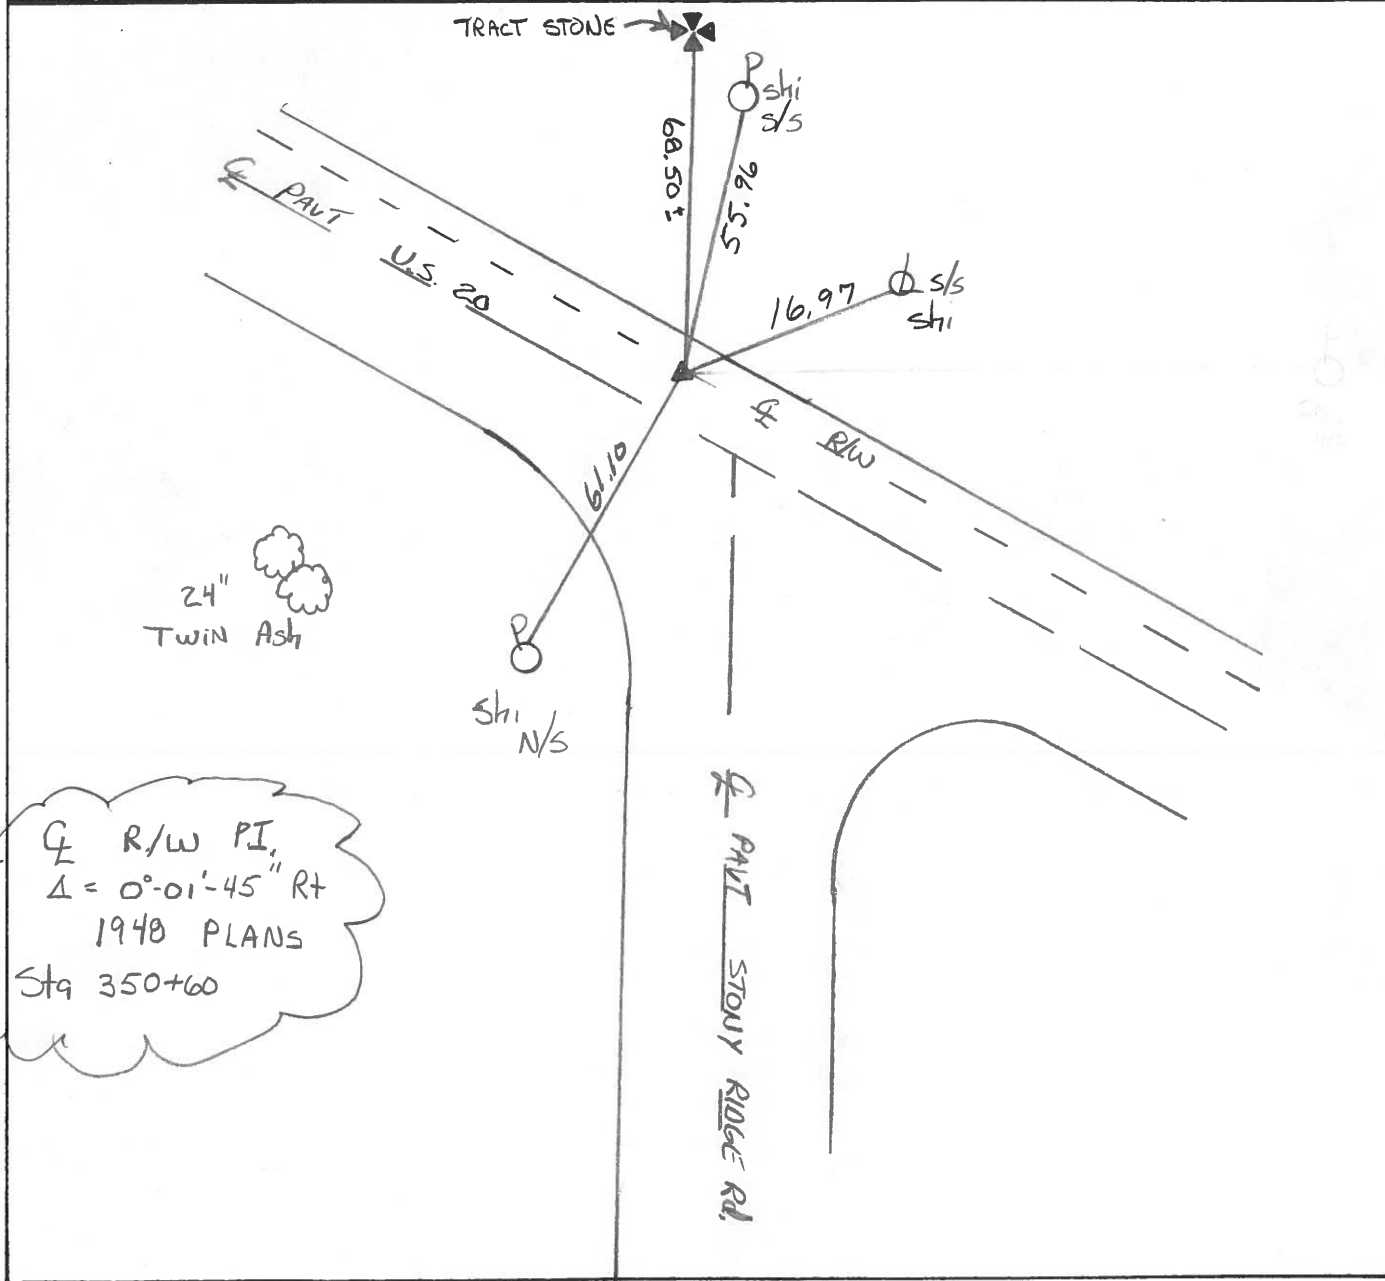 TRACT STONE
P
shi
s/s
68.50±
55.96
℄ PAVT
U.S. 20
16.97
s/s
shi
℄ R/W
61.10
24"
TWIN Ash
P
shi
N/S
℄ PAVT STONY RIDGE Rd.
℄ R/W PI.
Δ = 0°-01'-45" Rt
1948 PLANS
Sta 350+60